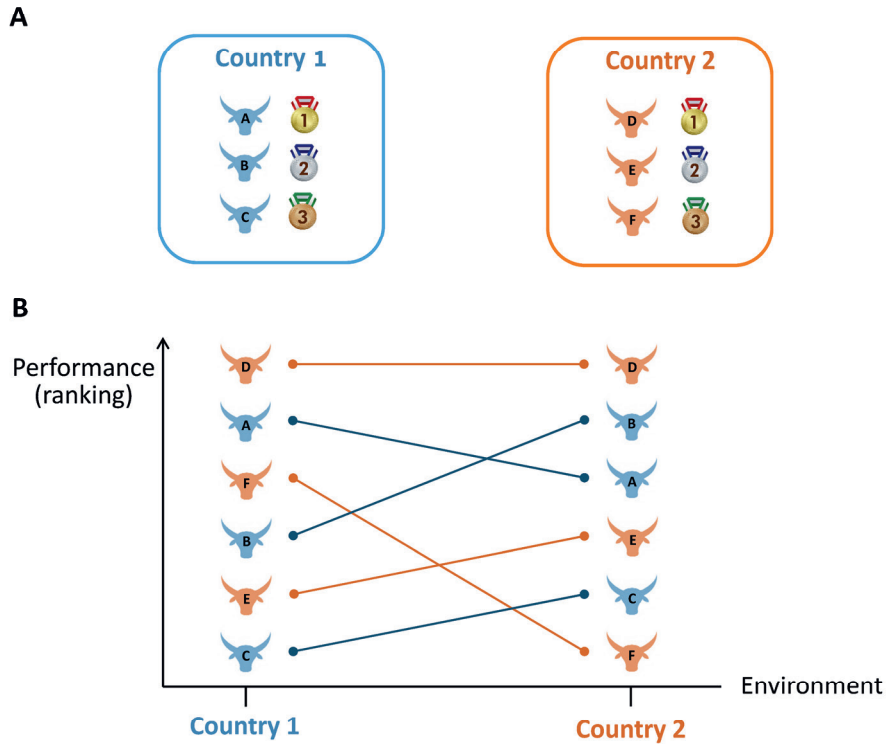 A
Country 1
A 1
B 2
C 3
Country 2
D 1
E 2
F 3
B
Performance
(ranking)
D D
A B
F A
B E
E C
C F
Environment
Country 1
Country 2